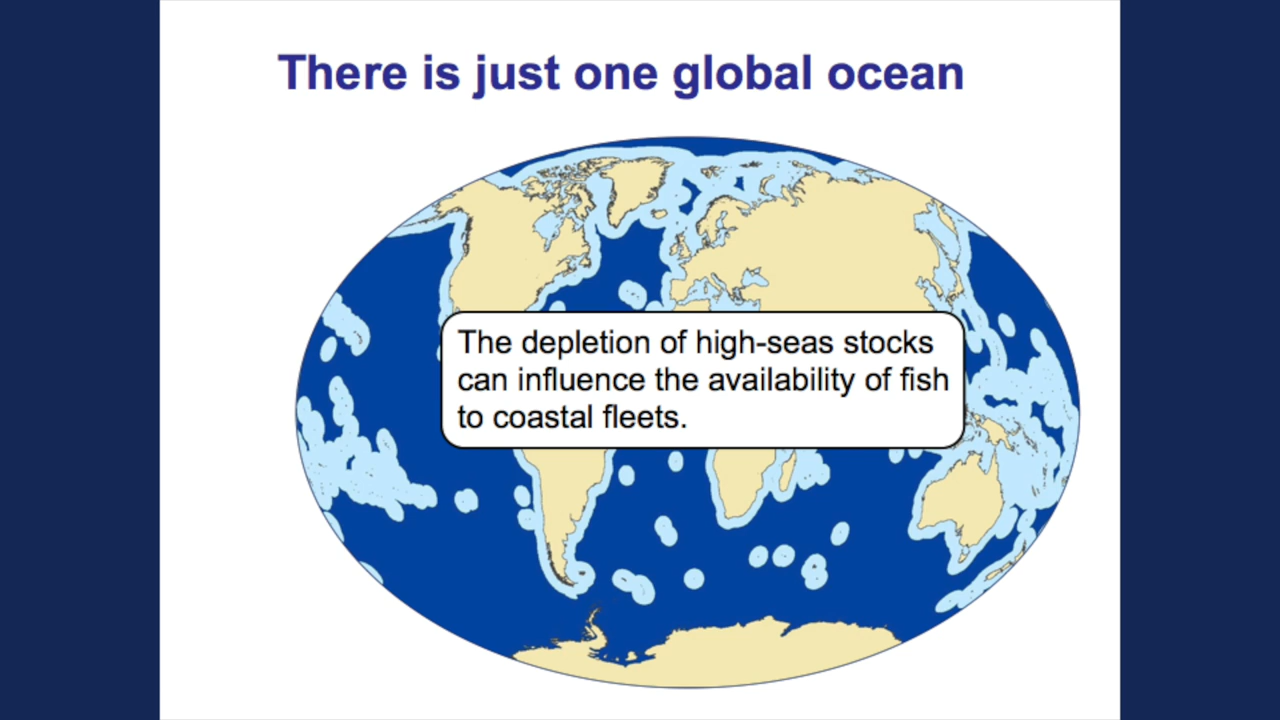 There is just one global ocean
The depletion of high-seas stocks
can influence the availability of fish
to coastal fleets.